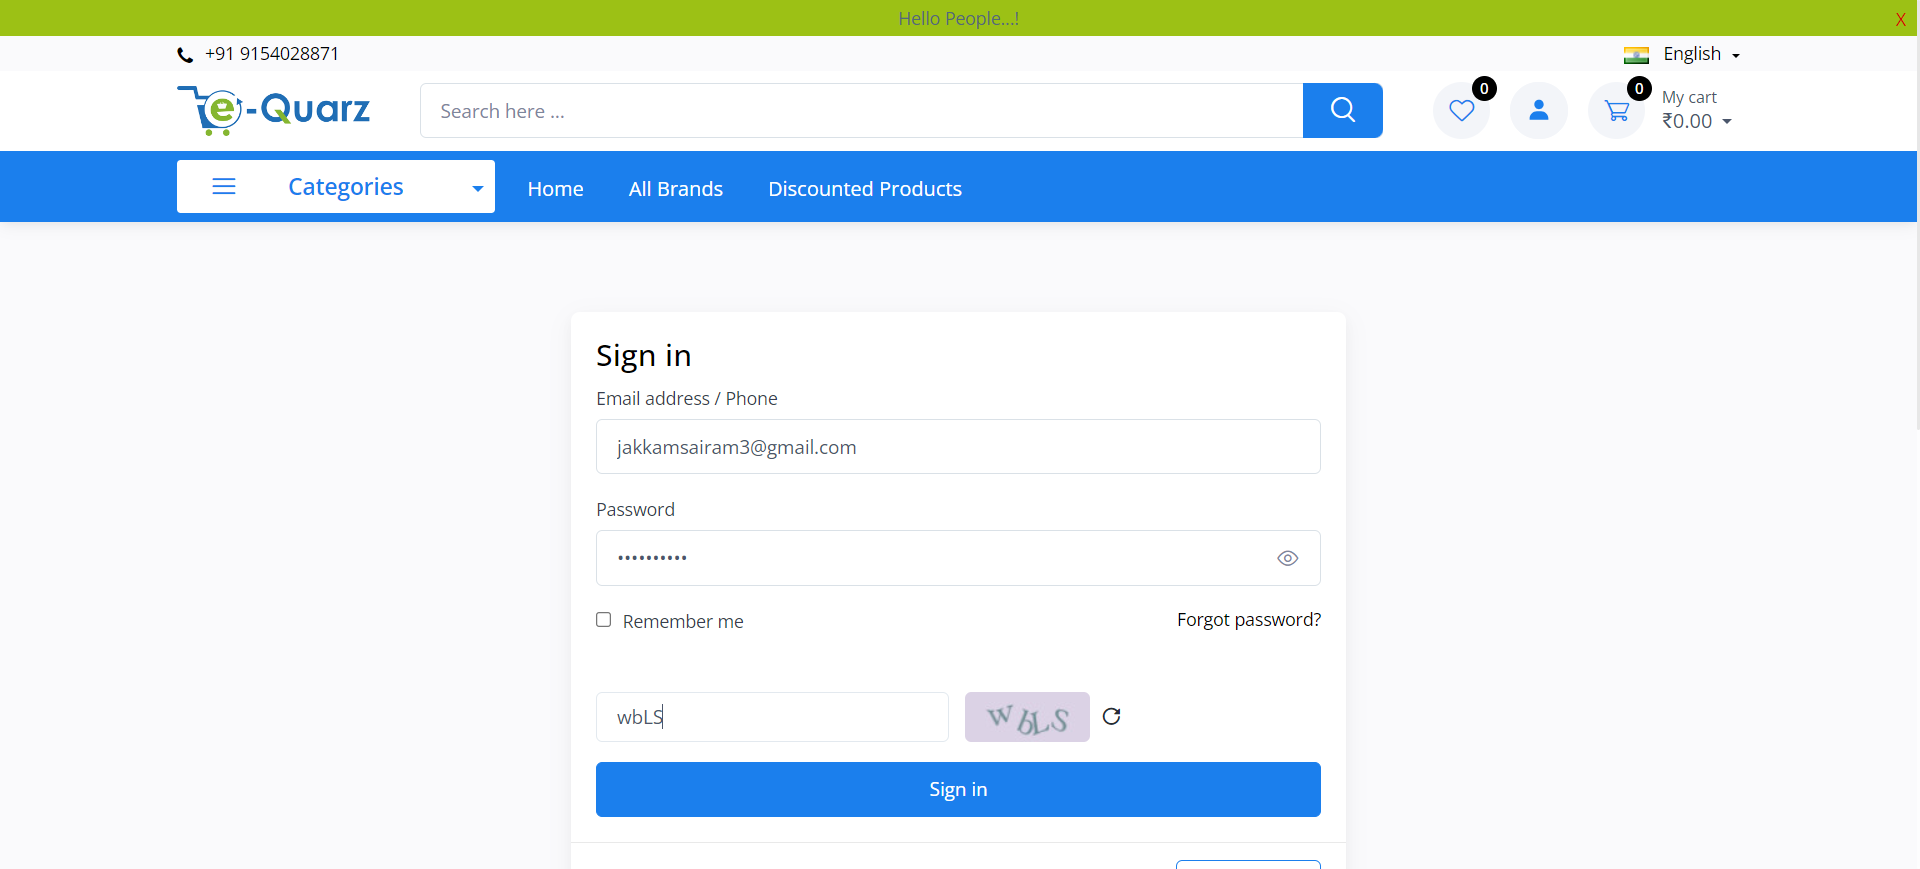 Hello People...!
X
+91 9154028871
English
e-Quarz
Search here ...
0
0
My cart
₹0.00
Categories
Home
All Brands
Discounted Products
Sign in
Email address / Phone
jakkamsairam3@gmail.com
Password
••••••••••
Remember me
Forgot password?
wbLS
wbLS
Sign in